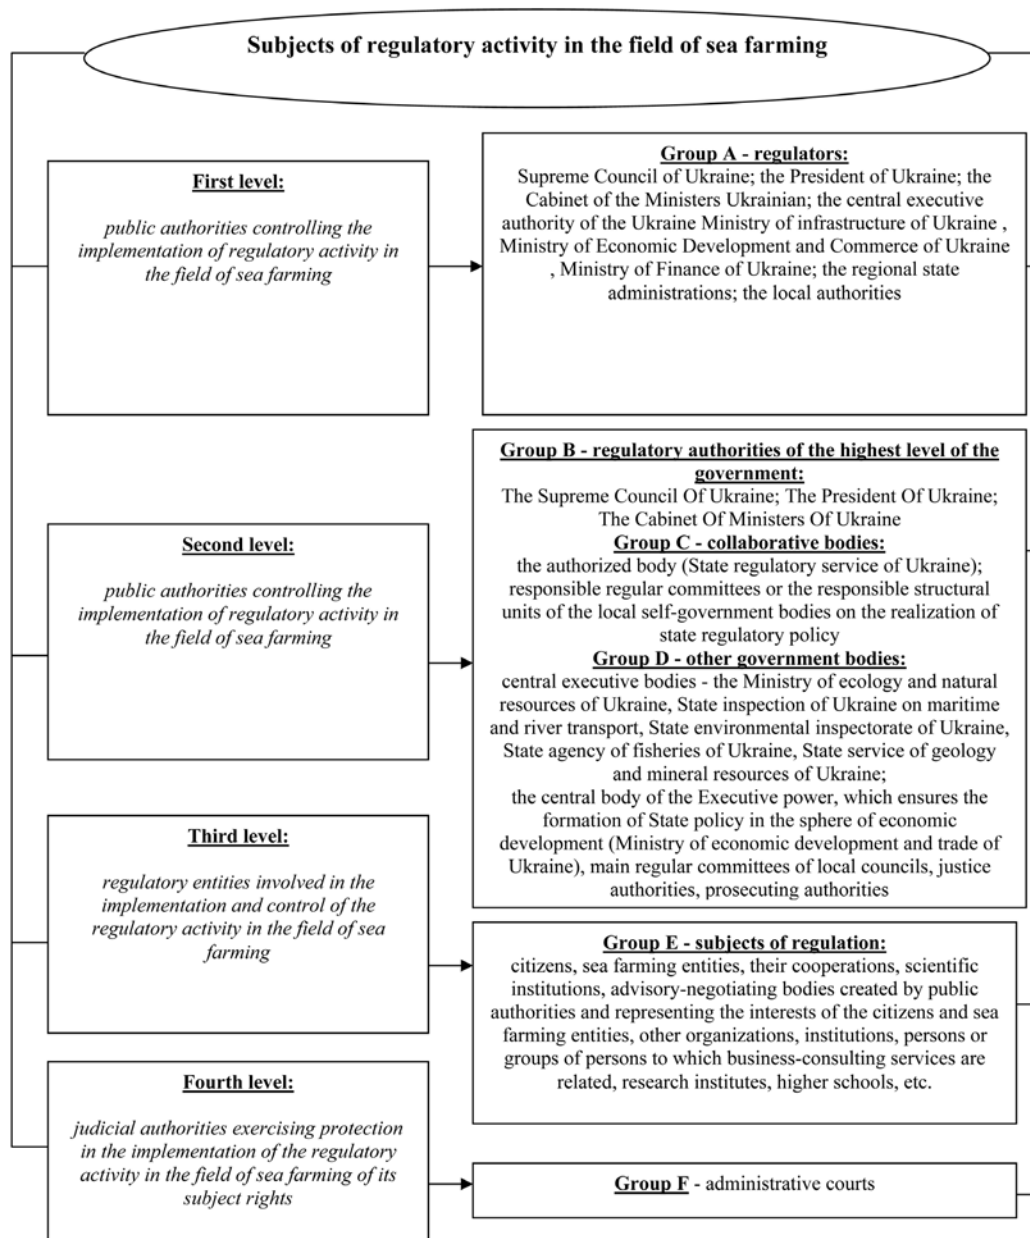 Subjects of regulatory activity in the field of sea farming
First level:
public authorities controlling the
implementation of regulatory activity in
the field of sea farming
Group A - regulators:
Supreme Council of Ukraine; the President of Ukraine; the
Cabinet of the Ministers Ukrainian; the central executive
authority of the Ukraine Ministry of infrastructure of Ukraine ,
Ministry of Economic Development and Commerce of Ukraine
, Ministry of Finance of Ukraine; the regional state
administrations; the local authorities
Second level:
public authorities controlling the
implementation of regulatory activity in
the field of sea farming
Group B - regulatory authorities of the highest level of the
government:
The Supreme Council Of Ukraine; The President Of Ukraine;
The Cabinet Of Ministers Of Ukraine
Group C - collaborative bodies:
the authorized body (State regulatory service of Ukraine);
responsible regular committees or the responsible structural
units of the local self-government bodies on the realization of
state regulatory policy
Group D - other government bodies:
central executive bodies - the Ministry of ecology and natural
resources of Ukraine, State inspection of Ukraine on maritime
and river transport, State environmental inspectorate of Ukraine,
State agency of fisheries of Ukraine, State service of geology
and mineral resources of Ukraine;
the central body of the Executive power, which ensures the
formation of State policy in the sphere of economic
development (Ministry of economic development and trade of
Ukraine), main regular committees of local councils, justice
authorities, prosecuting authorities
Third level:
regulatory entities involved in the
implementation and control of the
regulatory activity in the field of sea
farming
Group E - subjects of regulation:
citizens, sea farming entities, their cooperations, scientific
institutions, advisory-negotiating bodies created by public
authorities and representing the interests of the citizens and sea
farming entities, other organizations, institutions, persons or
groups of persons to which business-consulting services are
related, research institutes, higher schools, etc.
Fourth level:
judicial authorities exercising protection
in the implementation of the regulatory
activity in the field of sea farming of its
subject rights
Group F - administrative courts